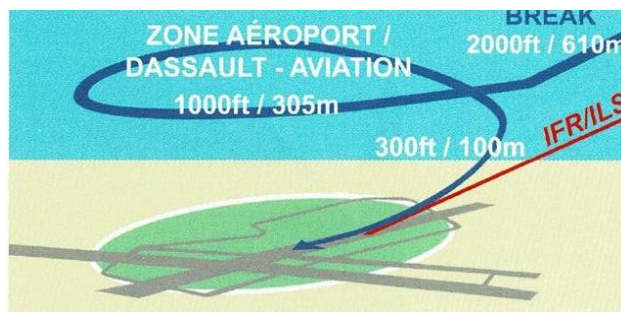 BREAK
2000ft / 610m
ZONE AÉROPORT /
DASSAULT - AVIATION
1000ft / 305m
300ft / 100m
IFR/ILS